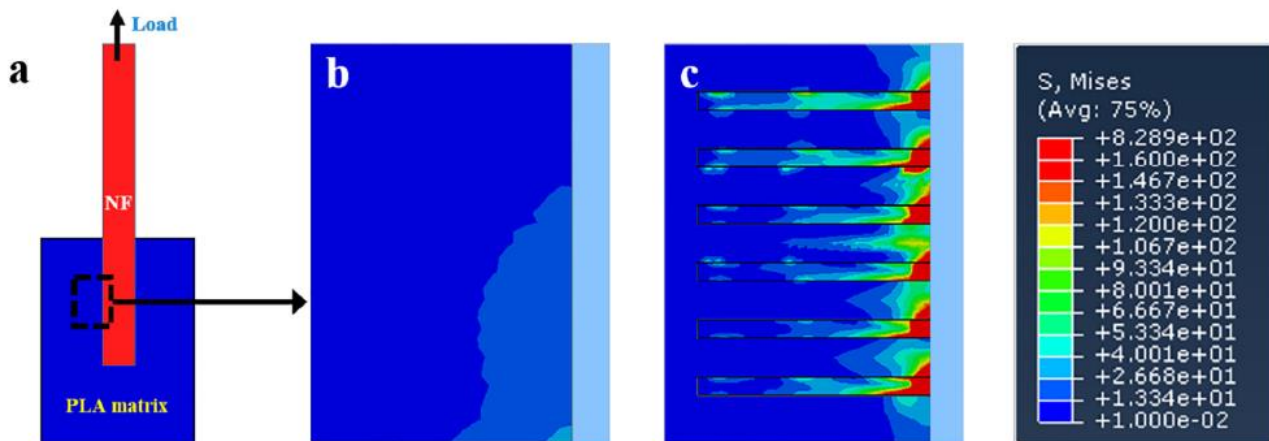 Load
a
NF
PLA matrix
b
c
S, Mises
(Avg: 75%)
+8.289e+02
+1.600e+02
+1.467e+02
+1.333e+02
+1.200e+02
+1.067e+02
+9.334e+01
+8.001e+01
+6.667e+01
+5.334e+01
+4.001e+01
+2.668e+01
+1.334e+01
+1.000e-02